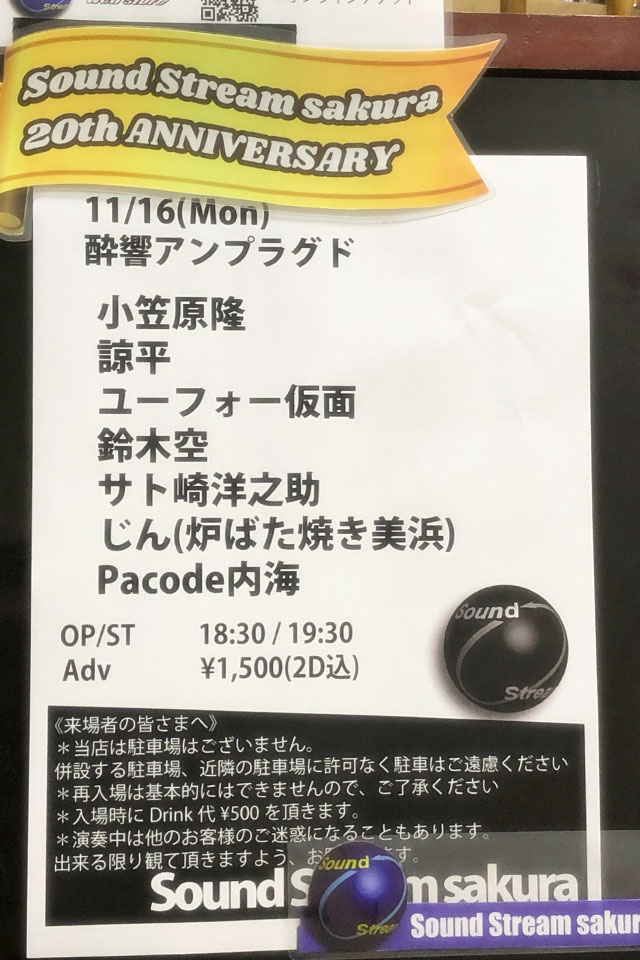 Sound Stream sakura
20th ANNIVERSARY
11/16(Mon)
酔響アンプラグド
小笠原隆
諒平
ユーフォー仮面
鈴木空
サト崎洋之助
じん(炉ばた焼き美浜)
Pacode内海
OP/ST 18:30 / 19:30
Adv ¥1,500(2D込)
Sound
Stream
《来場者の皆さまへ》
＊当店は駐車場はございません。
併設する駐車場、近隣の駐車場に許可なく駐車はご遠慮ください
＊再入場は基本的にはできませんので、ご了承ください
＊入場時に Drink 代 ¥500 を頂きます。
＊演奏中は他のお客様のご迷惑になることもあります。
出来る限り観て頂きますよう、お
ます。
Sound S m sakura
Sound
Stream
Sound Stream sakur